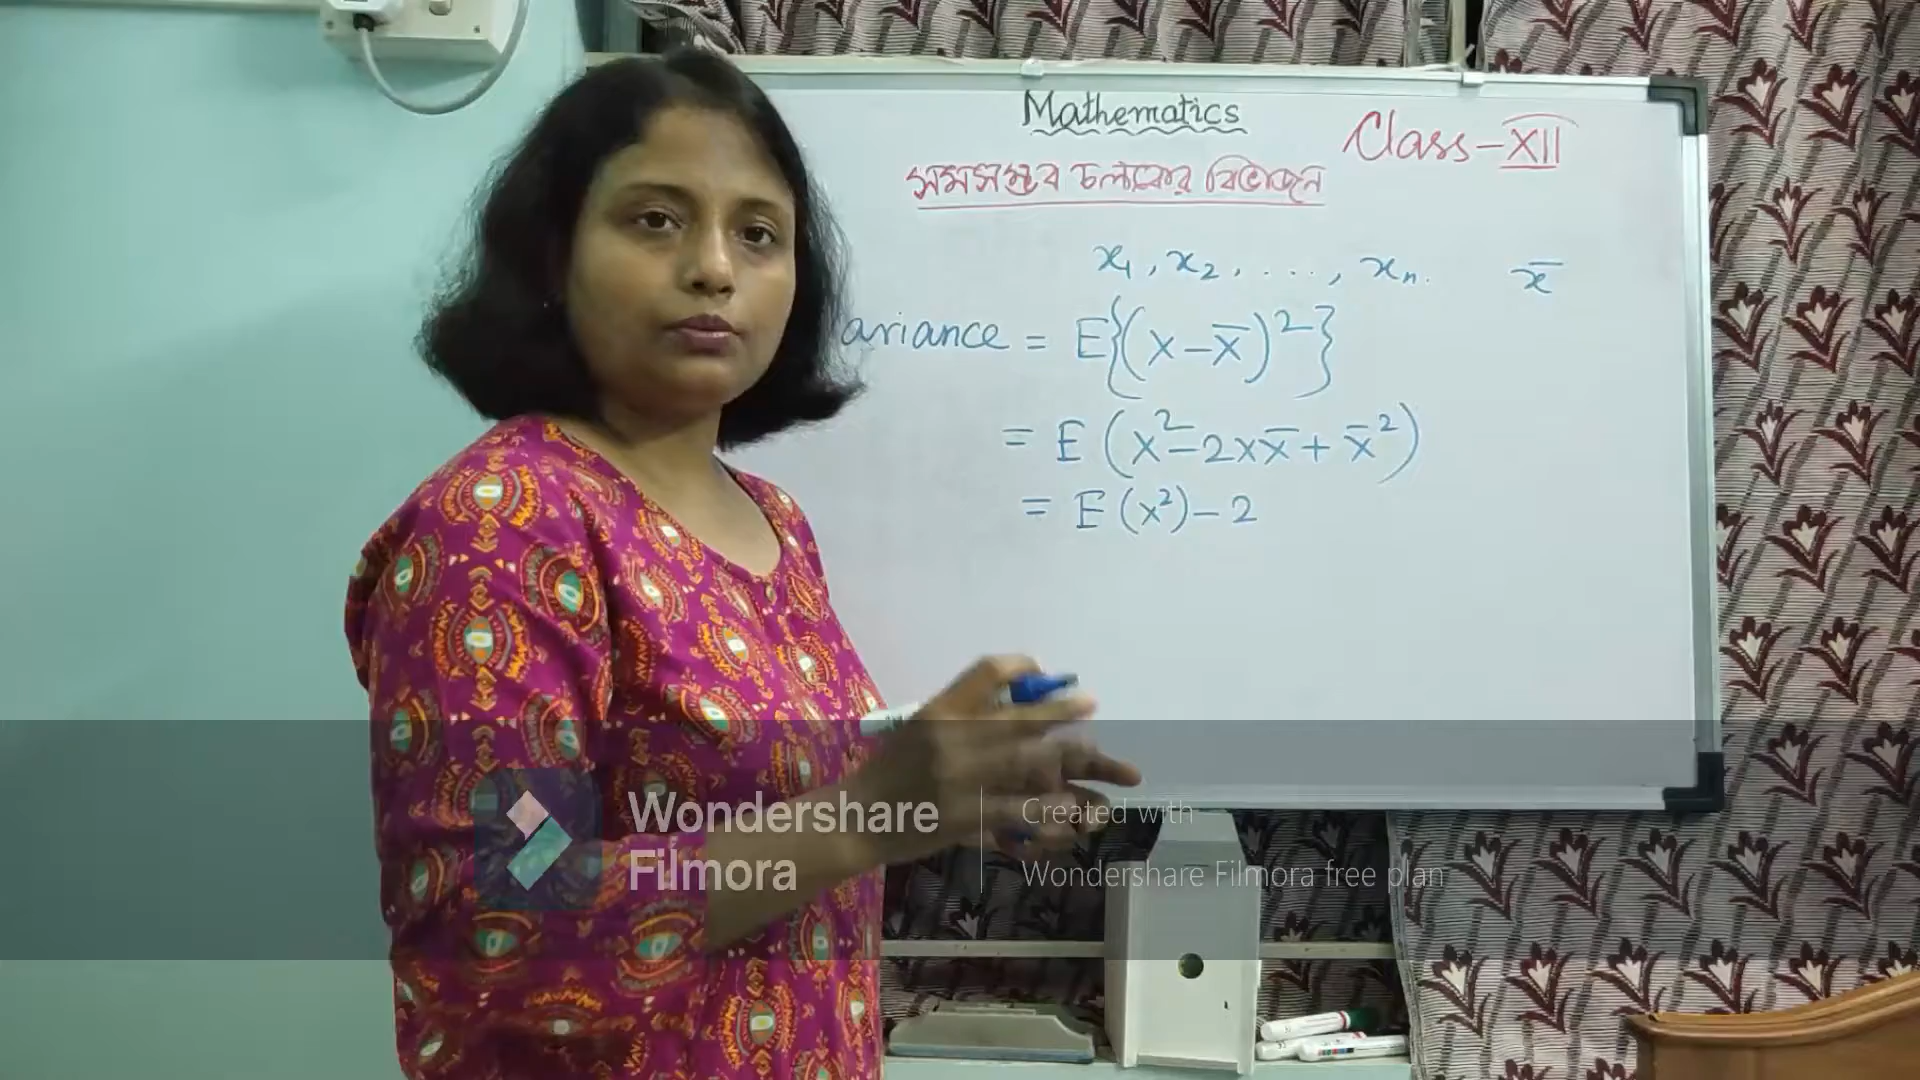 Mathematics
Class-XII
সমসম্ভব চলকের বিভাজন
x₁, x₂, ...., xₙ. x̄
ariance = E{(x-x̄)²}
= E(x²-2xx̄+x̄²)
= E(x²)-2
Wondershare
Filmora
Created with
Wondershare Filmora free plan